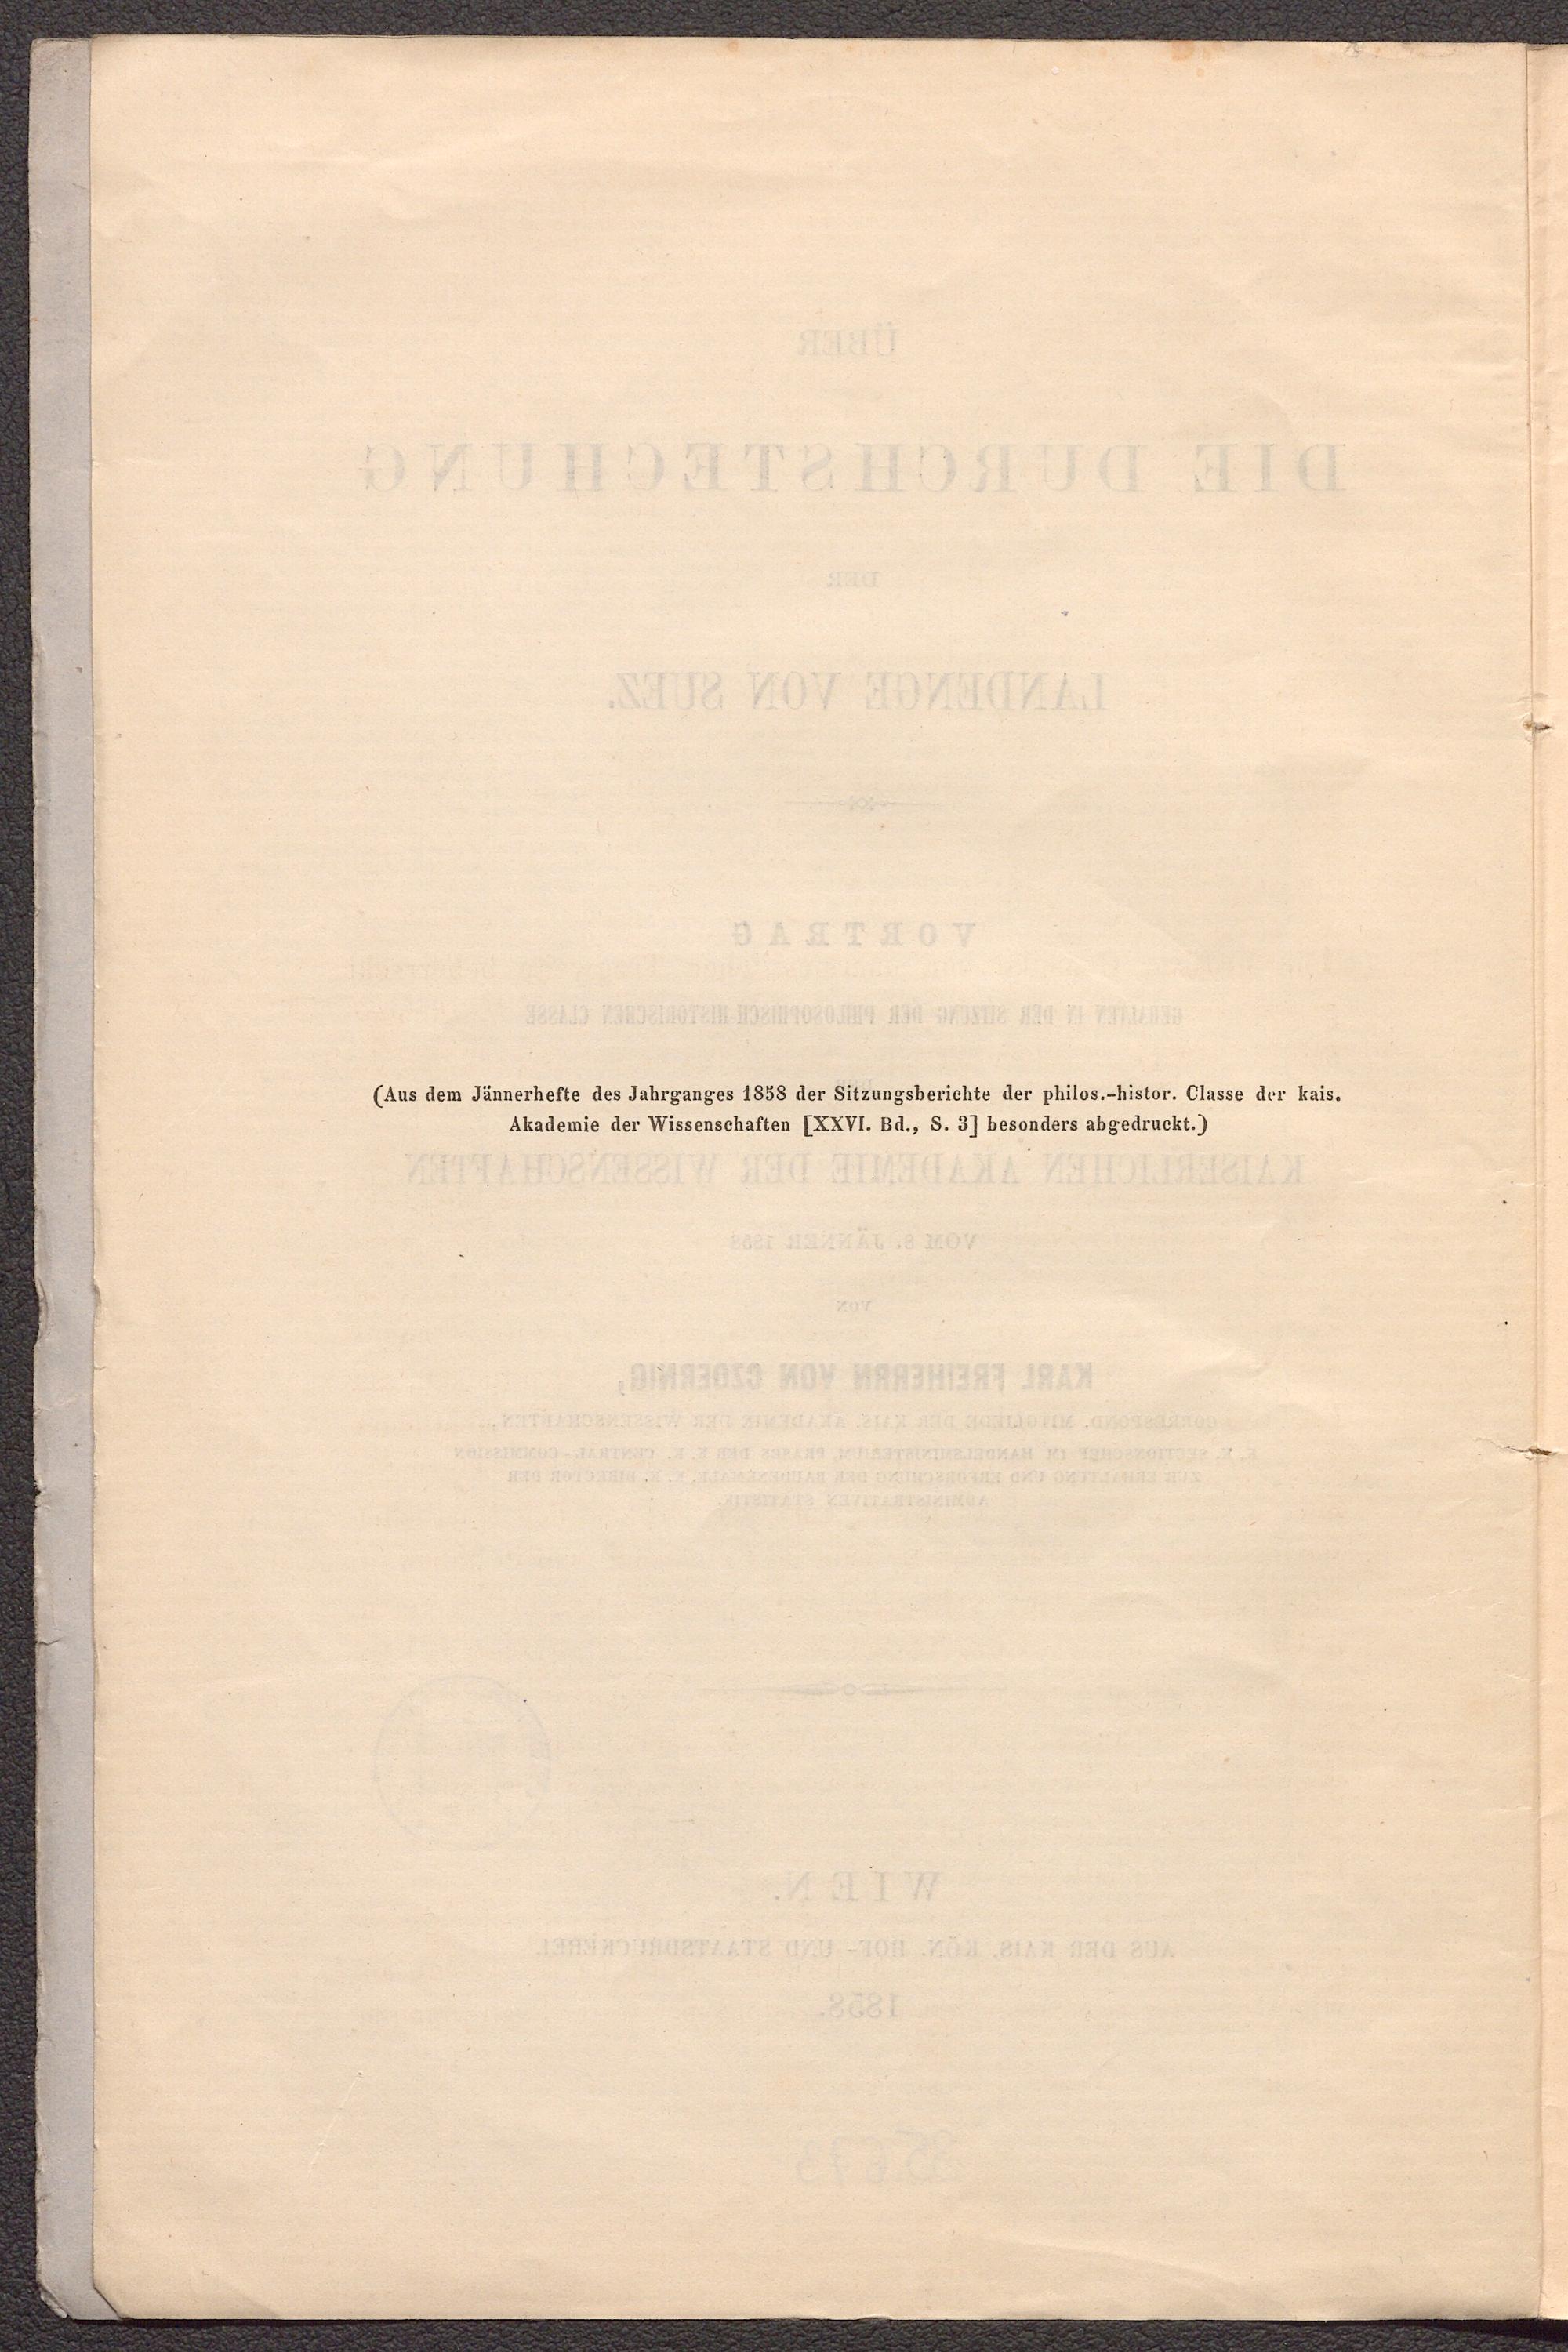 (Aus dem Jännerhefte des Jahrganges 1858 der Sitzungsberichte der philos.-histor. Classe der kais.
Akademie der Wissenschaften [XXVI. Bd., S. 3] besonders abgedruckt.)